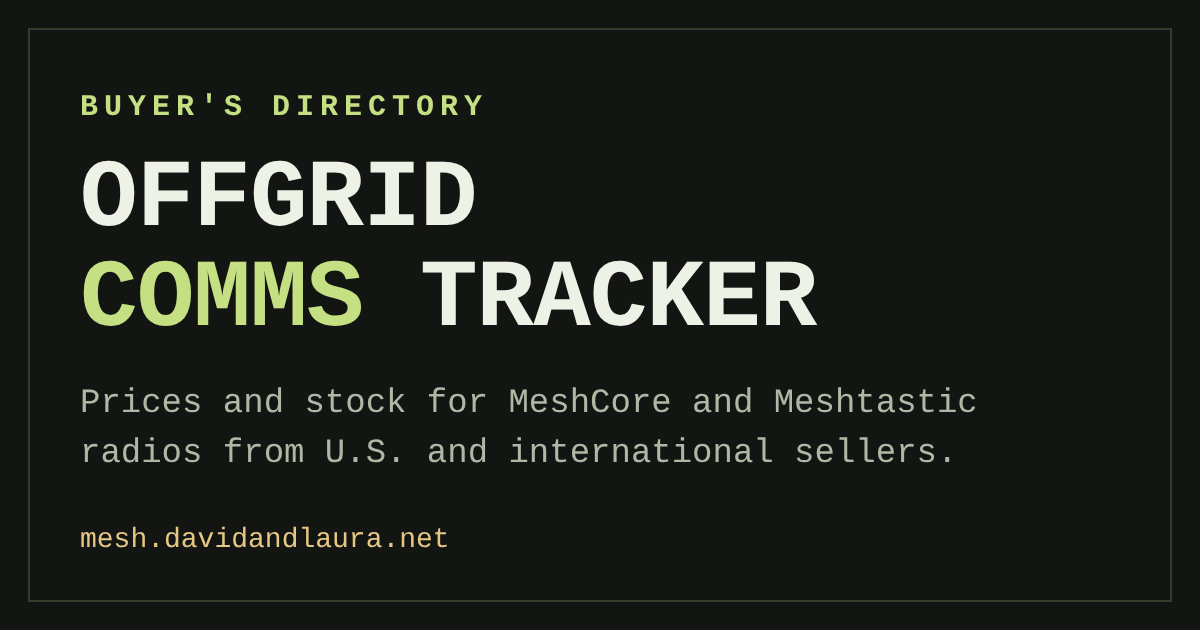 BUYER'S DIRECTORY
OFFGRID
COMMS TRACKER
Prices and stock for MeshCore and Meshtastic
radios from U.S. and international sellers.
mesh.davidandlaura.net